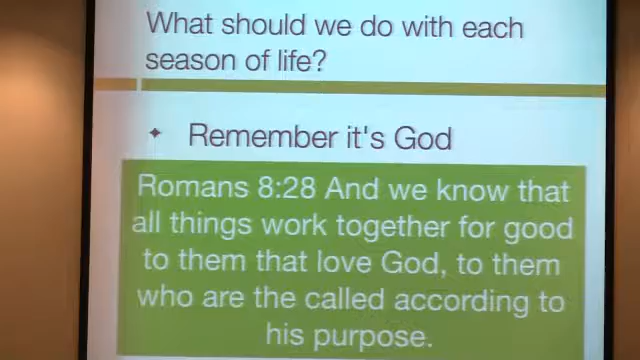 What should we do with each
season of life?
Remember it's God
Romans 8:28 And we know that
all things work together for good
to them that love God, to them
who are the called according to
his purpose.